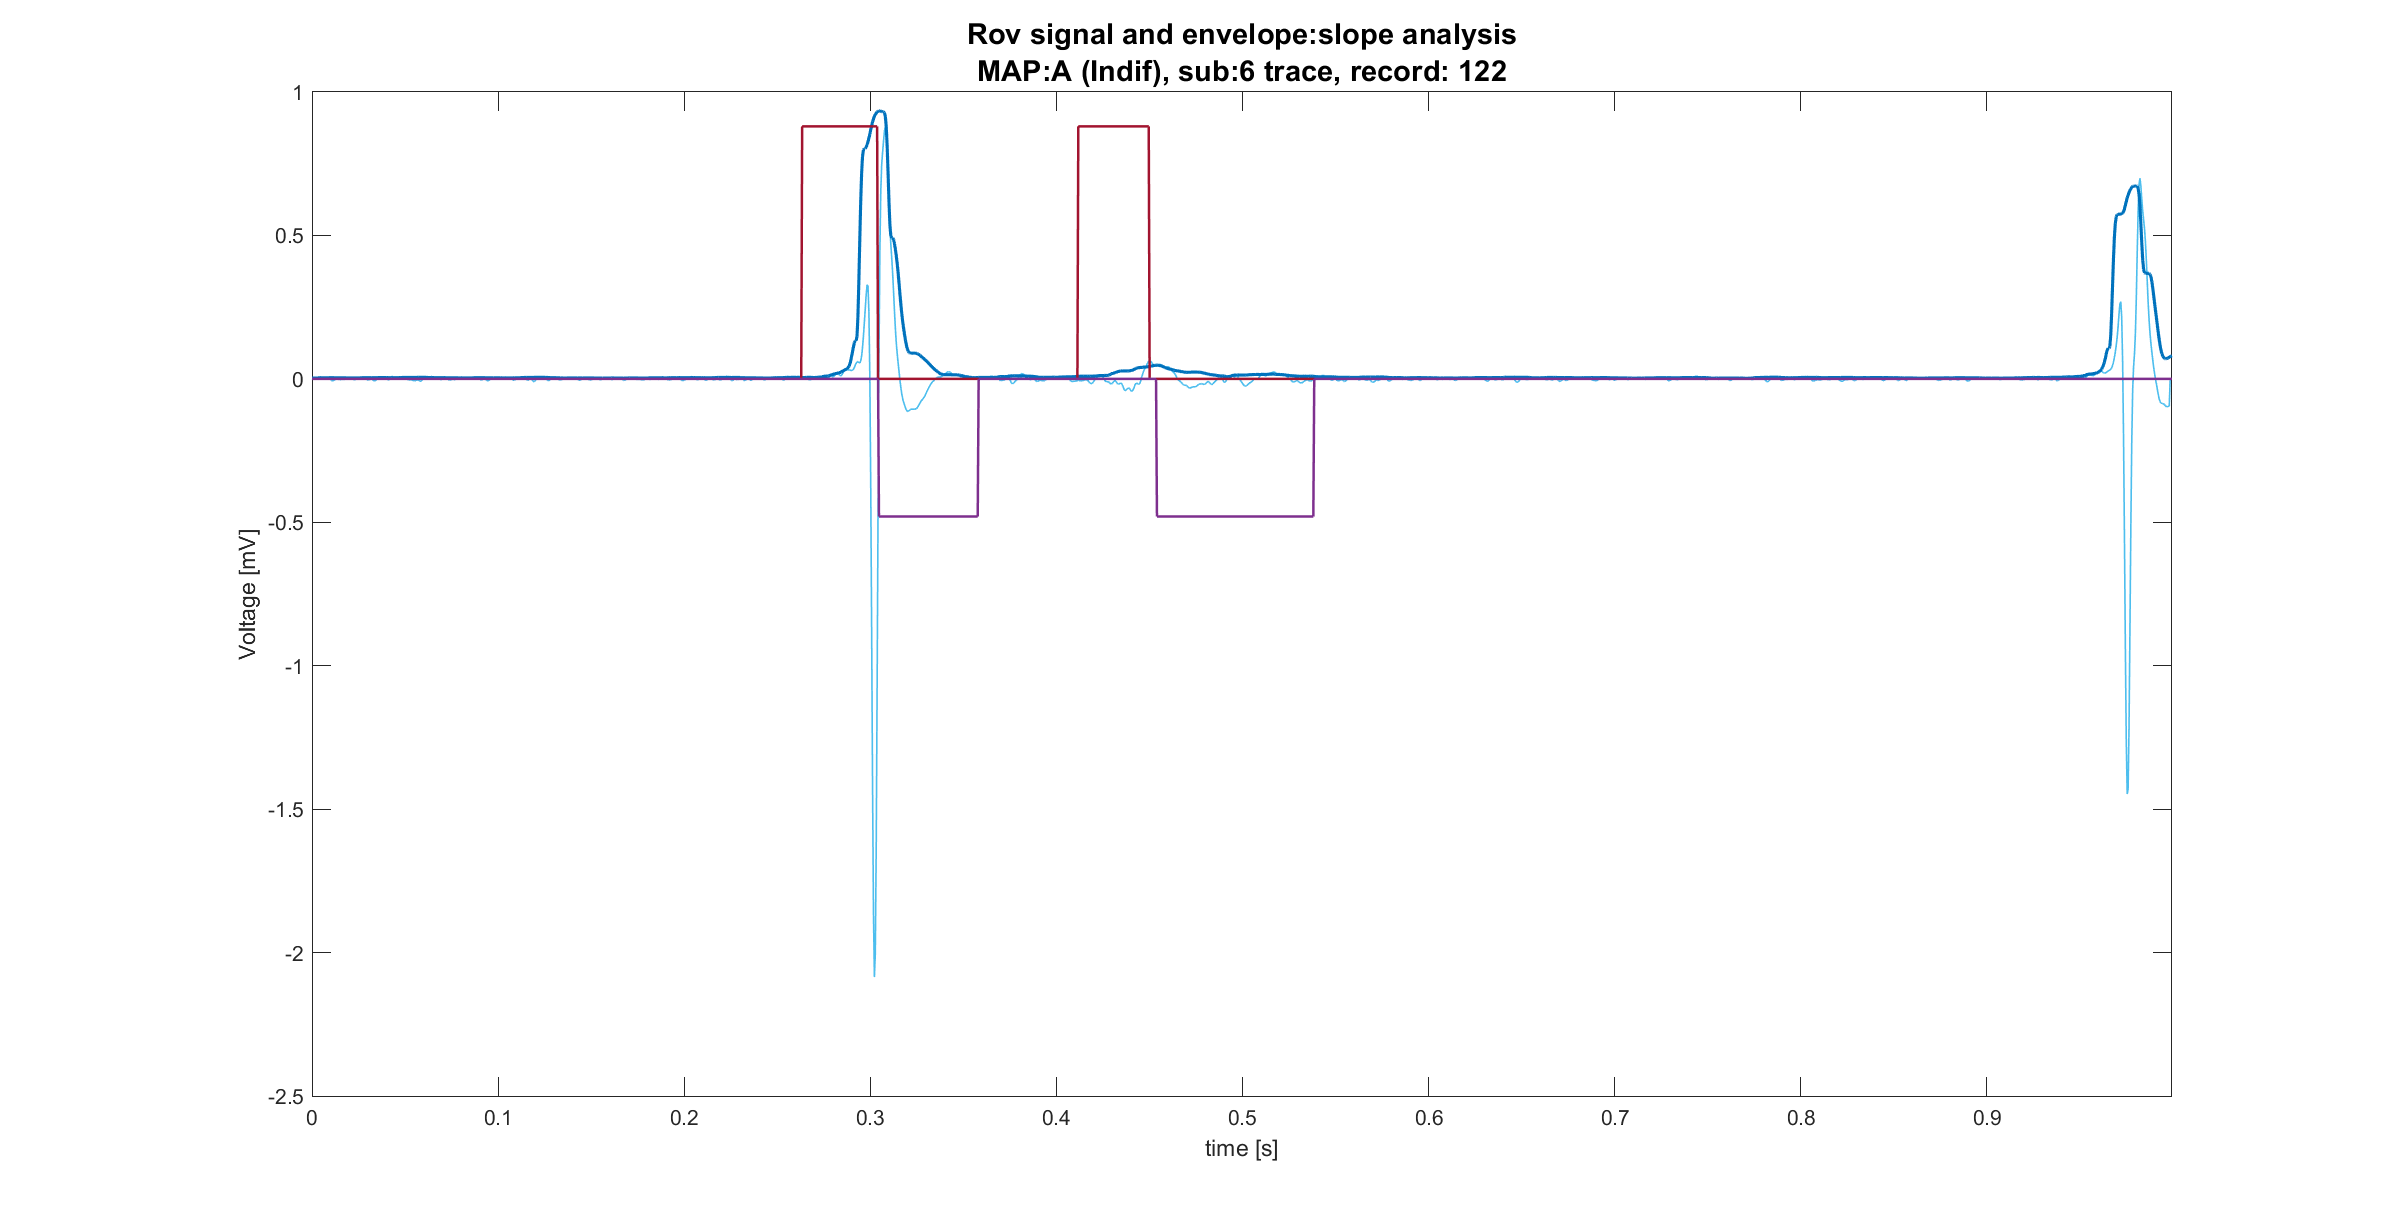 Rov signal and envelope:slope analysis
MAP:A (Indif), sub:6 trace, record: 122
1
0.5
0
-0.5
-1
-1.5
-2
-2.5
Voltage [mV]
0 0.1 0.2 0.3 0.4 0.5 0.6 0.7 0.8 0.9
time [s]